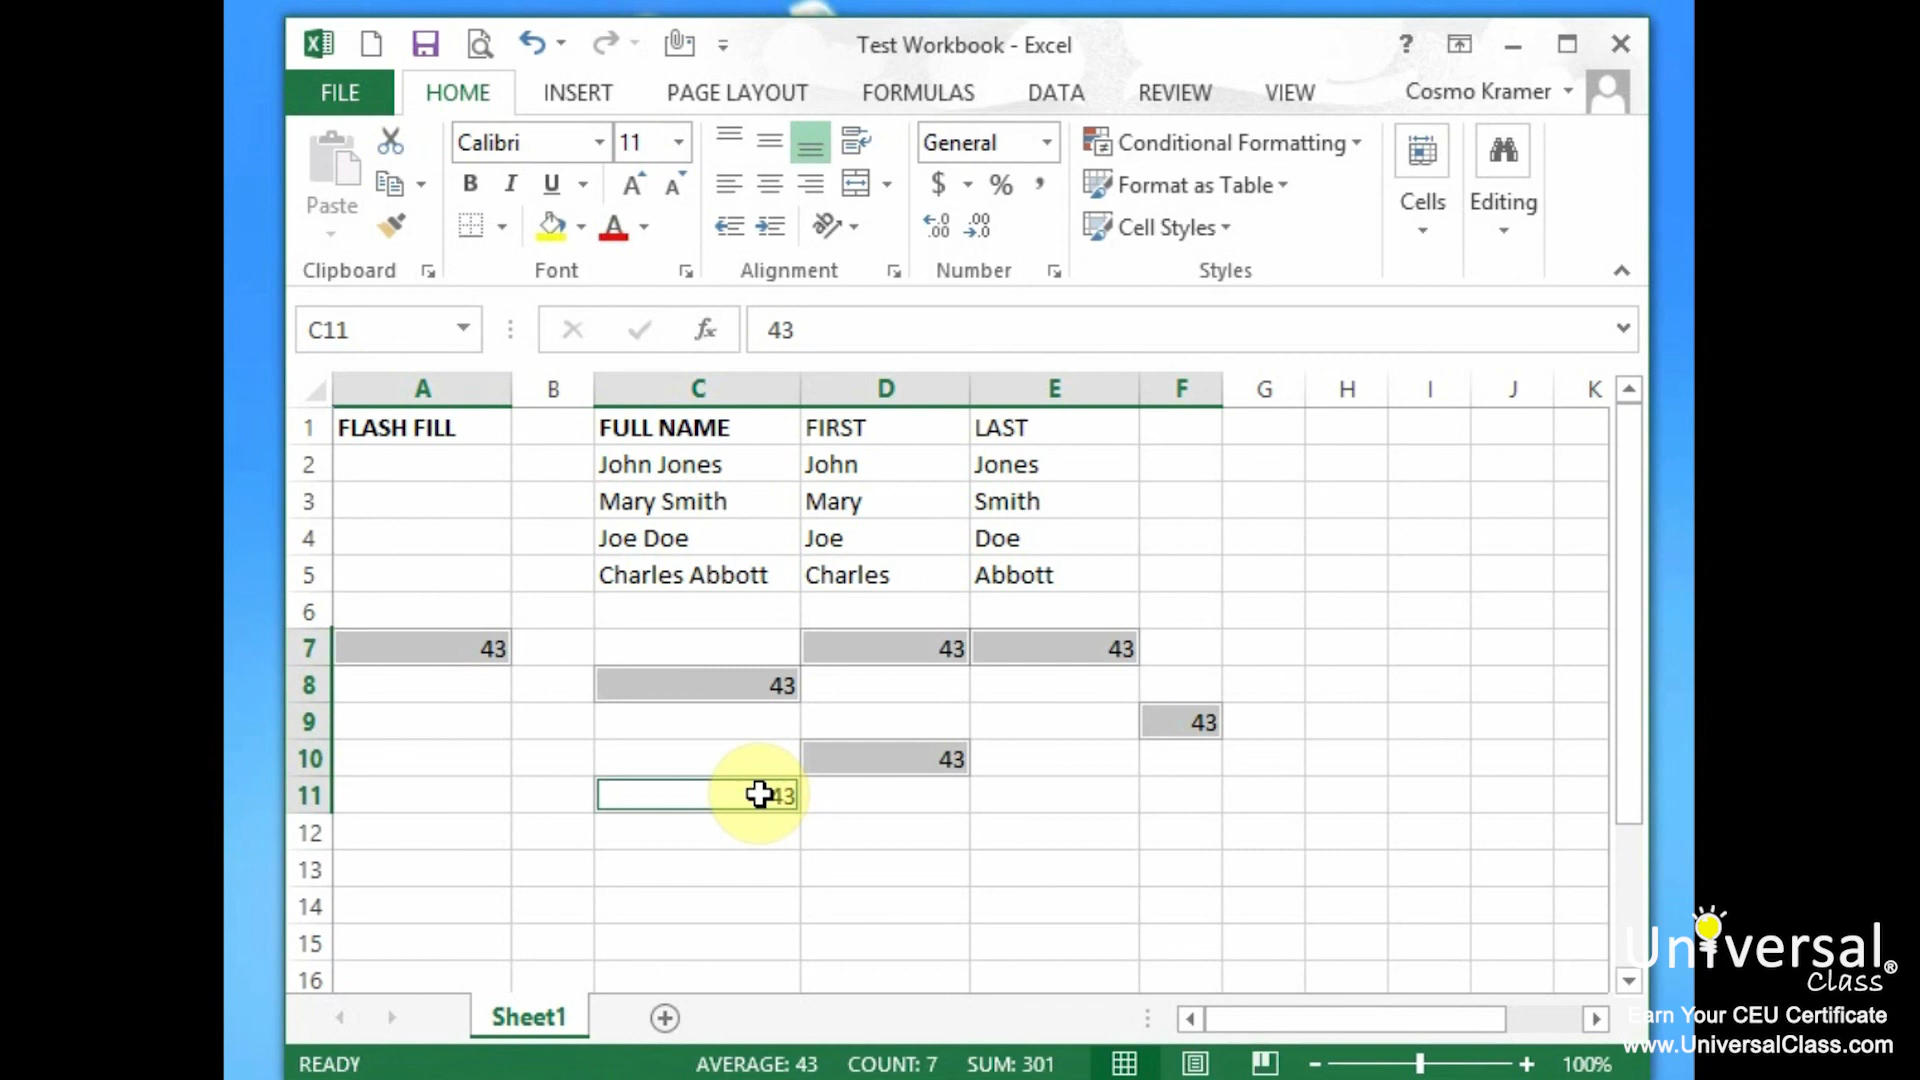 Test Workbook - Excel
?
FILE HOME INSERT PAGE LAYOUT FORMULAS DATA REVIEW VIEW Cosmo Kramer
Calibri 11 General Conditional Formatting
Paste B I U A A $ % , Format as Table Cells Editing
A .00 .00 Cell Styles
Clipboard Font Alignment Number Styles
C11 fx 43
A B C D E F G H I J K
1 FLASH FILL FULL NAME FIRST LAST
2 John Jones John Jones
3 Mary Smith Mary Smith
4 Joe Doe Joe Doe
5 Charles Abbott Charles Abbott
6
7 43 43 43
8 43
9 43
10 43
11 43
12
13
14
15
16
Sheet1
READY AVERAGE: 43 COUNT: 7 SUM: 301 100%
Universal
Class®
Earn Your CEU Certificate
www.UniversalClass.com